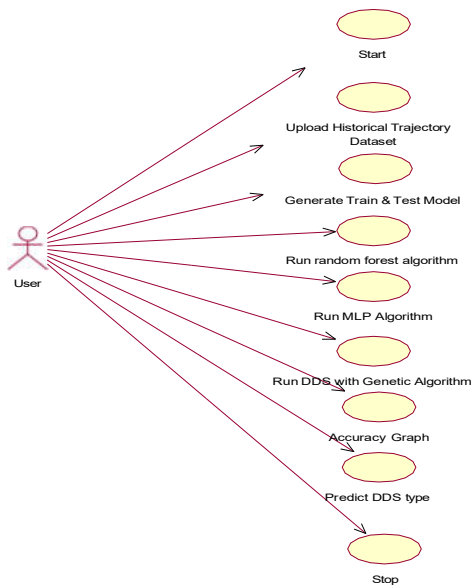 Start
Upload Historical Trajectory
Dataset
Generate Train & Test Model
Run random forest algorithm
User
Run MLP Algorithm
Run DDS with Genetic Algorithm
Accuracy Graph
Predict DDS type
Stop